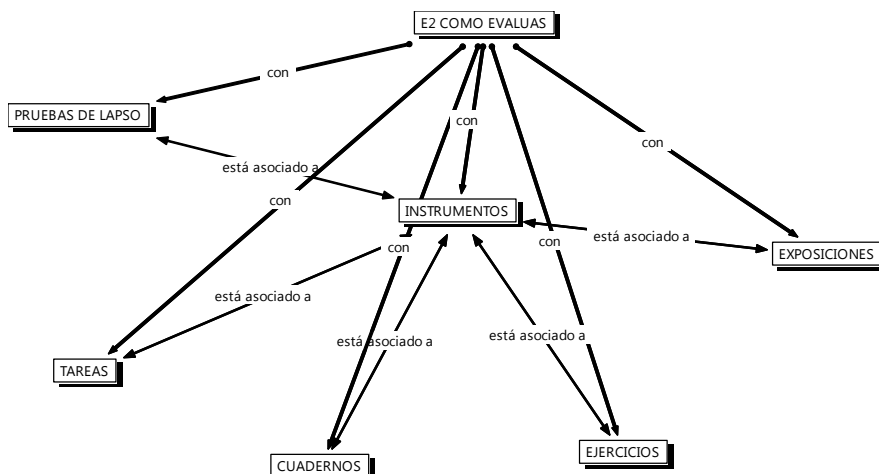 E2 COMO EVALUAS
con
PRUEBAS DE LAPSO
con
con
está asociado a
con
INSTRUMENTOS
está asociado a
con
con
EXPOSICIONES
está asociado a
está asociado a
está asociado a
TAREAS
EJERCICIOS
CUADERNOS